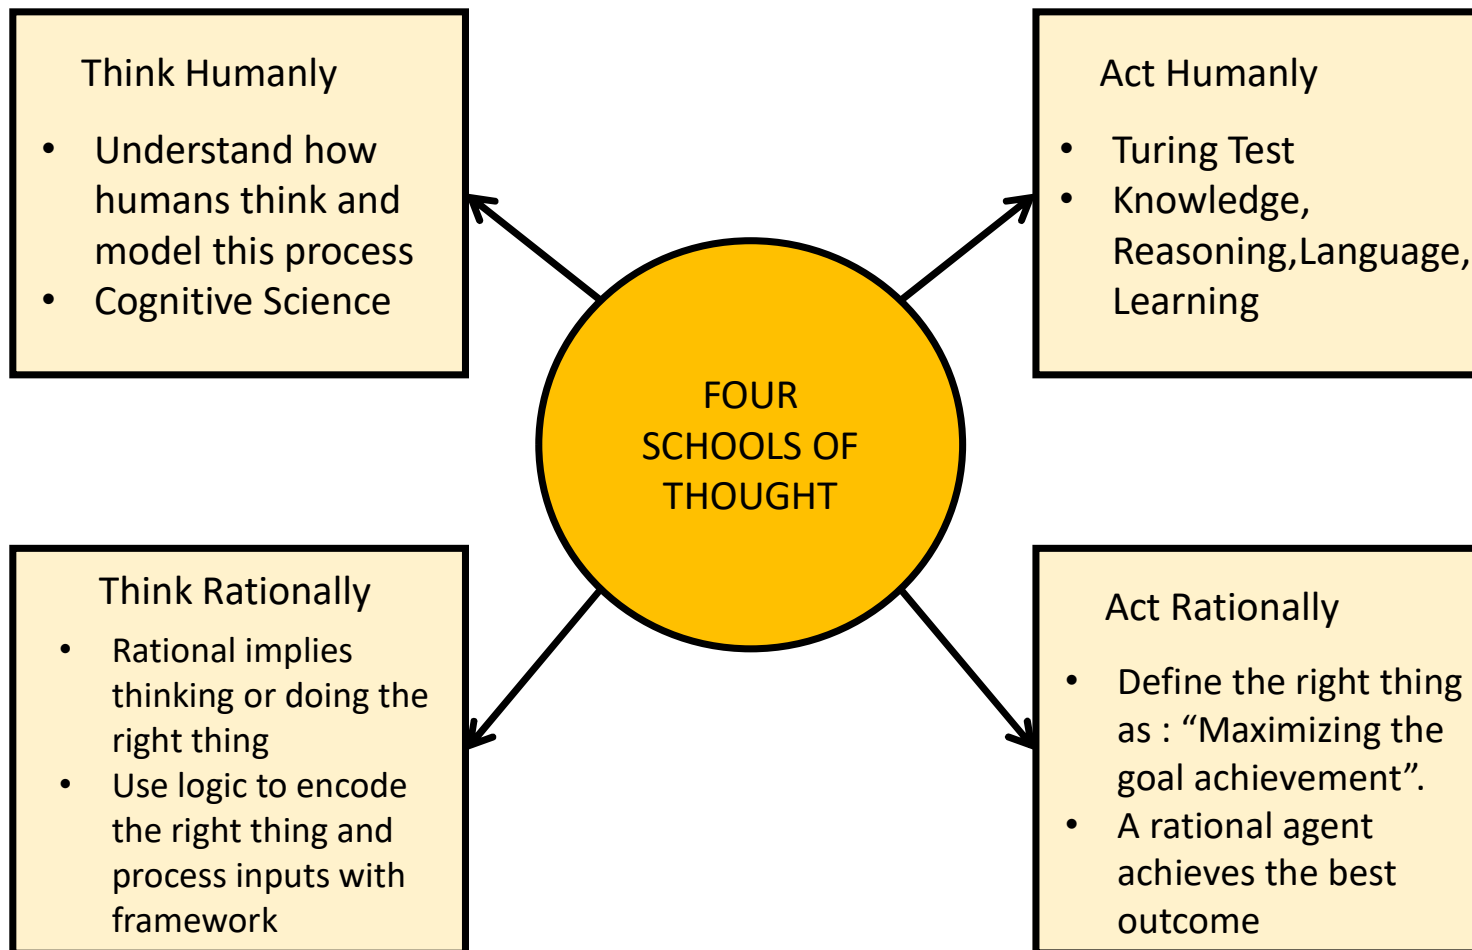 Think Humanly
• Understand how
humans think and
model this process
• Cognitive Science
Act Humanly
• Turing Test
• Knowledge,
Reasoning,Language,
Learning
FOUR
SCHOOLS OF
THOUGHT
Think Rationally
• Rational implies
thinking or doing the
right thing
• Use logic to encode
the right thing and
process inputs with
framework
Act Rationally
• Define the right thing
as : “Maximizing the
goal achievement”.
• A rational agent
achieves the best
outcome